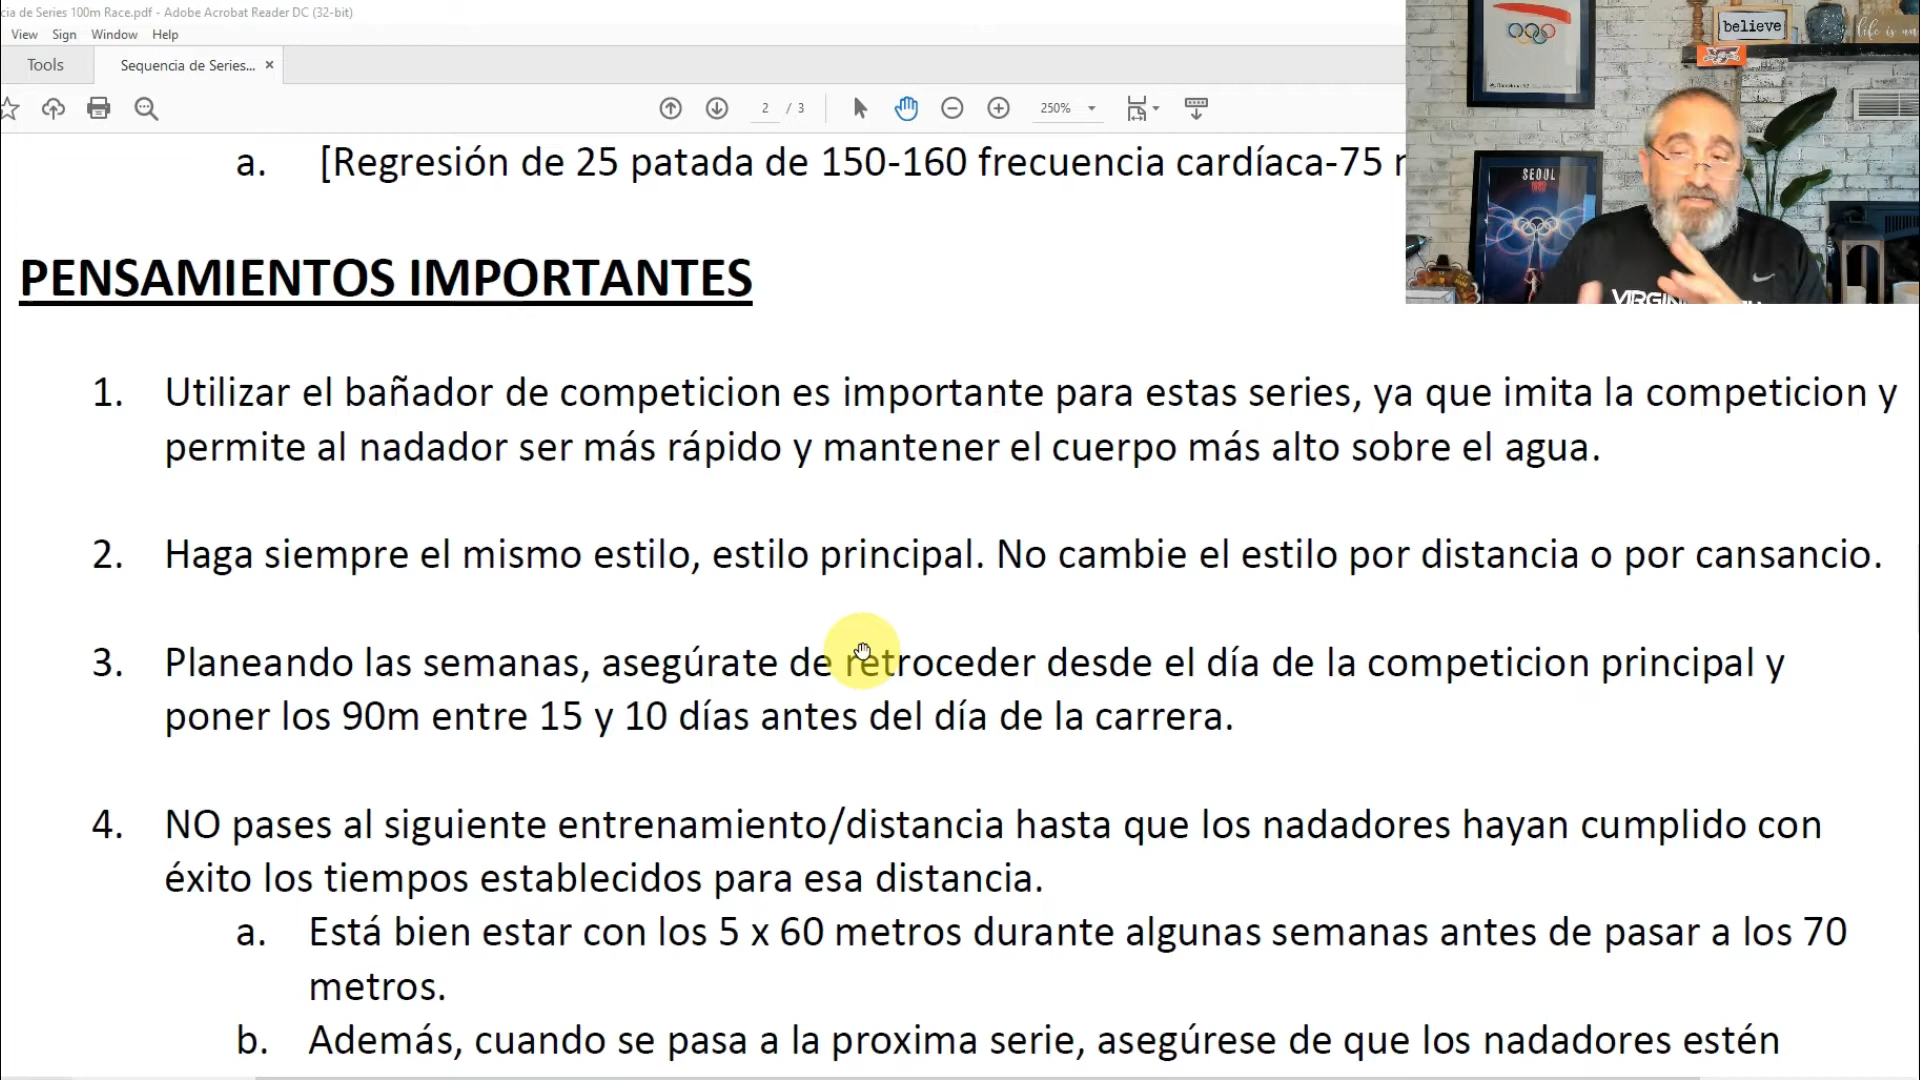 cia de Series 100m Race.pdf - Adobe Acrobat Reader DC (32-bit)
View Sign Window Help
Tools Sequencia de Series... ×
2 / 3 250%
a. [Regresión de 25 patada de 150-160 frecuencia cardíaca-75
PENSAMIENTOS IMPORTANTES
1. Utilizar el bañador de competicion es importante para estas series, ya que imita la competicion y
permite al nadador ser más rápido y mantener el cuerpo más alto sobre el agua.
2. Haga siempre el mismo estilo, estilo principal. No cambie el estilo por distancia o por cansancio.
3. Planeando las semanas, asegúrate de retroceder desde el día de la competicion principal y
poner los 90m entre 15 y 10 días antes del día de la carrera.
4. NO pases al siguiente entrenamiento/distancia hasta que los nadadores hayan cumplido con
éxito los tiempos establecidos para esa distancia.
a. Está bien estar con los 5 x 60 metros durante algunas semanas antes de pasar a los 70
metros.
b. Además, cuando se pasa a la proxima serie, asegúrese de que los nadadores estén
believe
life is
SEOUL